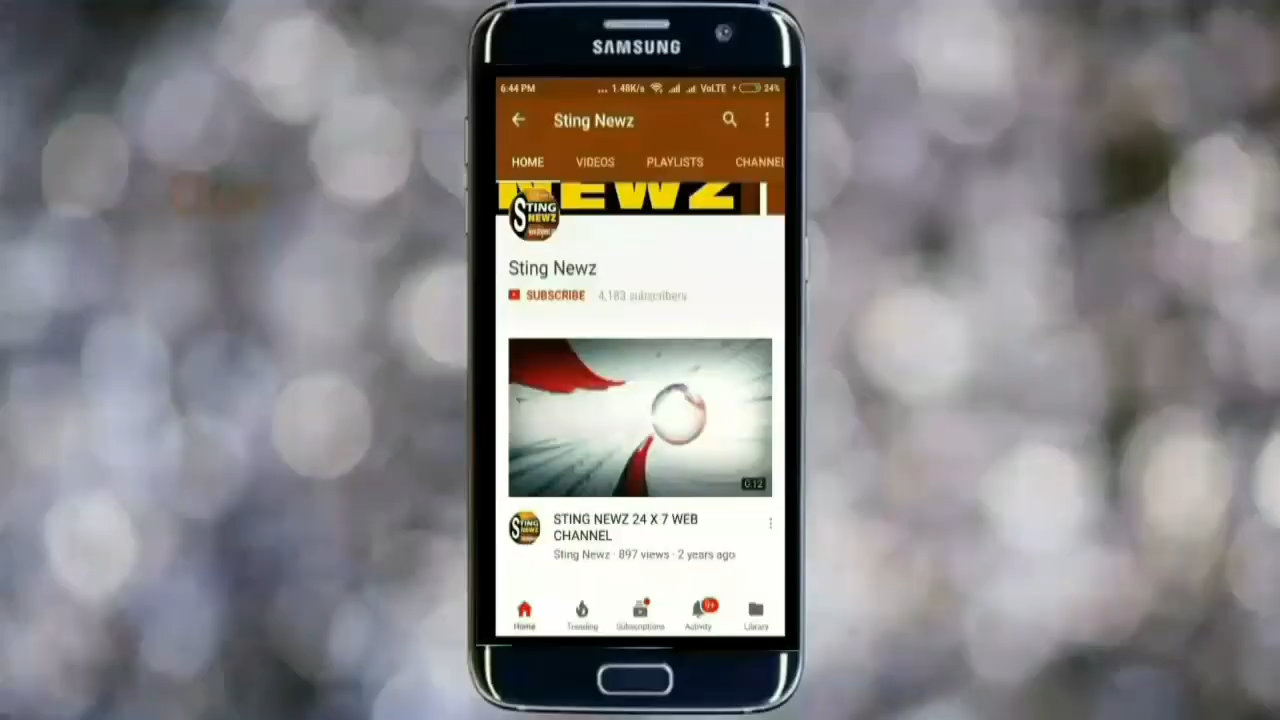 SAMSUNG
6:44 PM ... 1.48K/s VoLTE 24%
Sting Newz
HOME VIDEOS PLAYLISTS CHANNEL
NEWZ
STING NEWZ
Sting Newz
SUBSCRIBE 4,183 subscribers
0:12
STING NEWZ
STING NEWZ 24 X 7 WEB
CHANNEL
Sting Newz · 897 views · 2 years ago
9+
Home Trending Subscriptions Activity Library